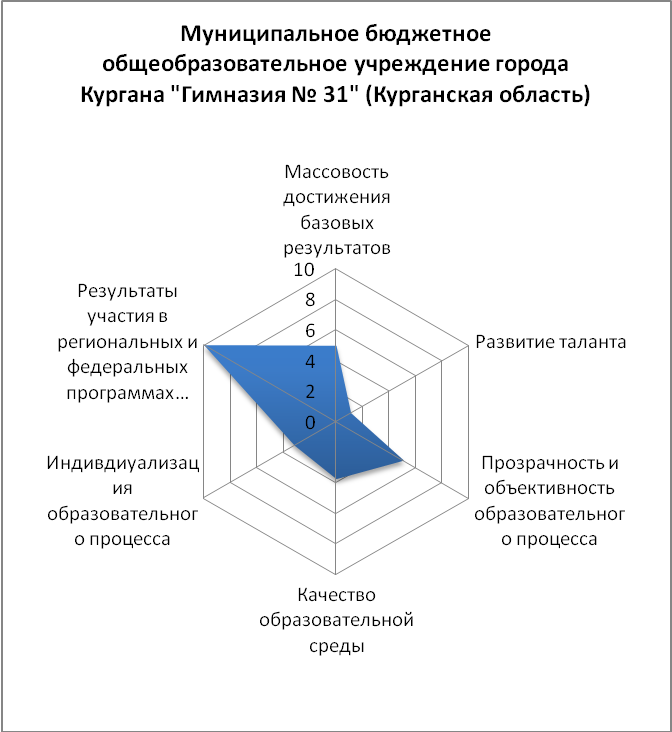 Муниципальное бюджетное
общеобразовательное учреждение города
Кургана "Гимназия № 31" (Курганская область)
Массовость
достижения
базовых
результатов
10
8
6
4
2
0
Развитие таланта
Прозрачность и
объективность
образовательног
о процесса
Качество
образовательной
среды
Индивдиуализац
ия
образовательног
о процесса
Результаты
участия в
региональных и
федеральных
программах…